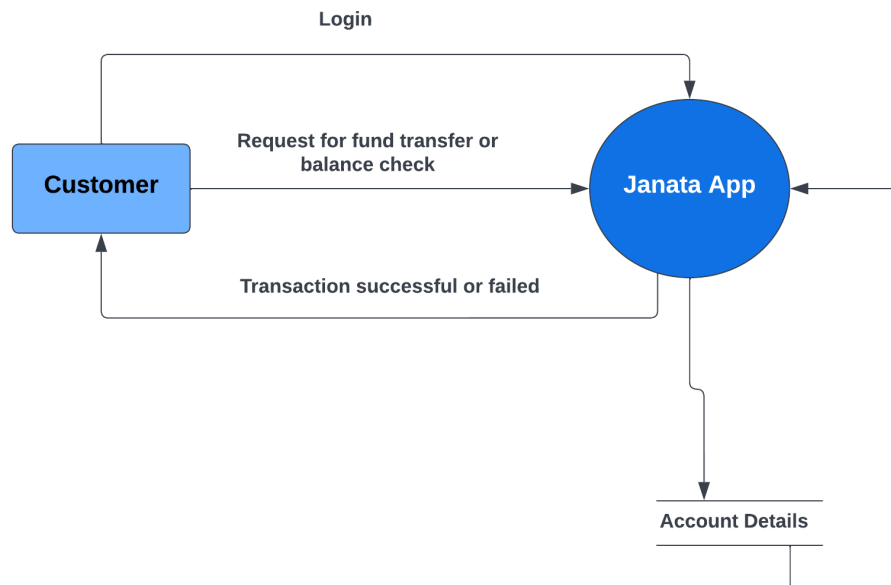 Login
Request for fund transfer or
balance check
Customer
Janata App
Transaction successful or failed
Account Details